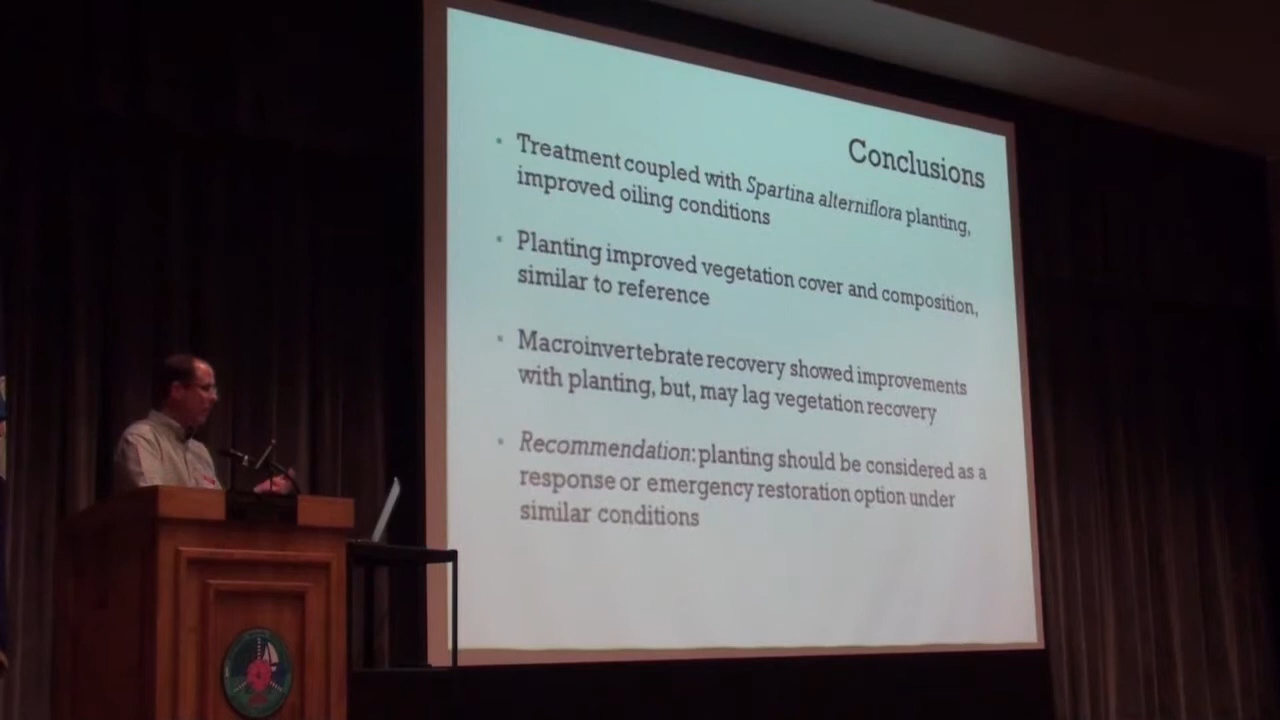 Conclusions
▪ Treatment coupled with Spartina alterniflora planting,
improved oiling conditions
▪ Planting improved vegetation cover and composition,
similar to reference
▪ Macroinvertebrate recovery showed improvements
with planting, but, may lag vegetation recovery
▪ Recommendation: planting should be considered as a
response or emergency restoration option under
similar conditions